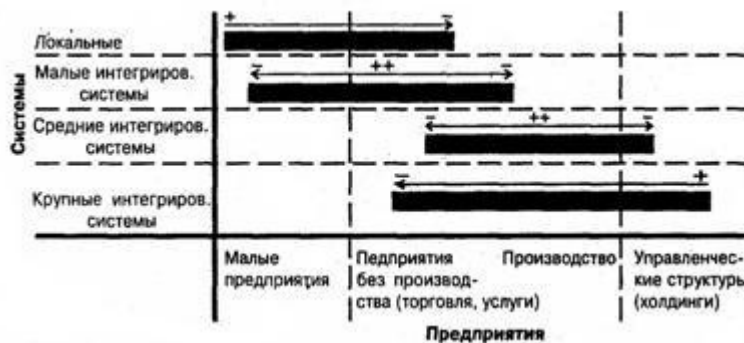 Системы
+ -
Локальные
- ++ -
Малые интегриров.
системы
- ++ -
Средние интегриров.
системы
- +
Крупные интегриров.
системы
Малые
предприятия
Педприятия
без производ-
ства (торговля, услуги)
Производство
Управленчес-
кие структуры
(холдинги)
Предприятия